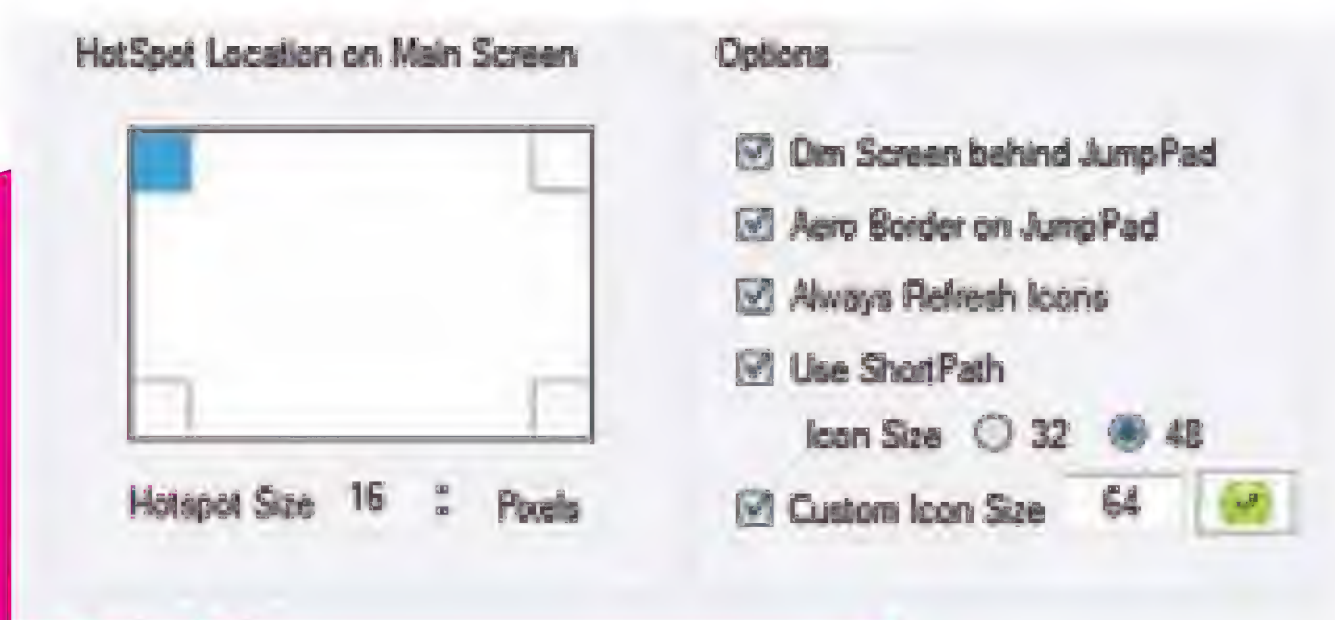 HotSpot Location on Main Screen
Hotspot Size 16 Pixels
Options
Dim Screen behind JumpPad
Aero Border on JumpPad
Always Refresh Icons
Use ShortPath
Icon Size 32 48
Custom Icon Size 64